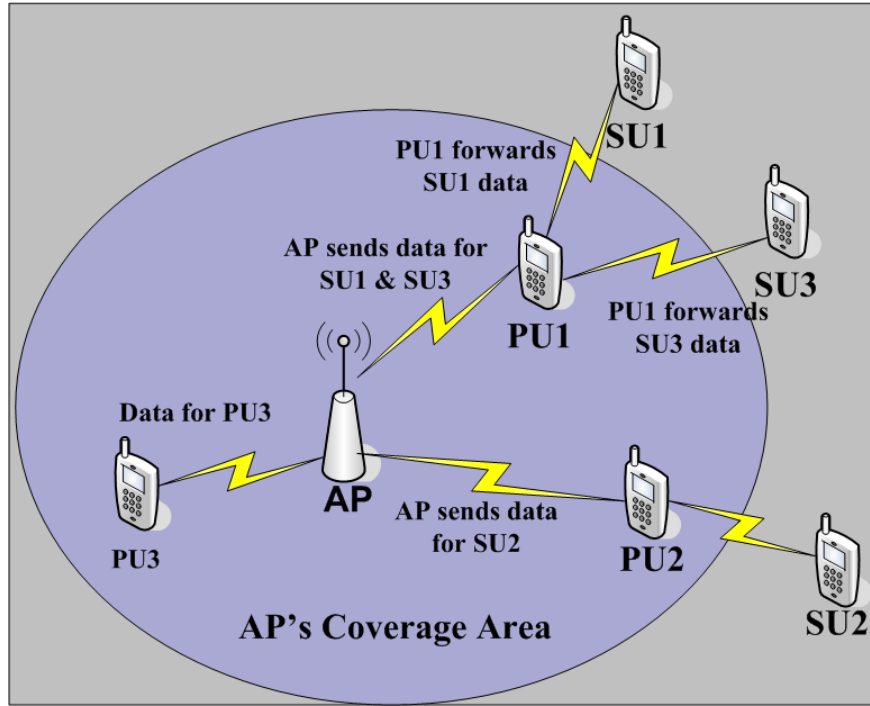 SU1
PU1 forwards
SU1 data
AP sends data for
SU1 & SU3
SU3
PU1
PU1 forwards
SU3 data
Data for PU3
AP
AP sends data
for SU2
PU3
PU2
SU2
AP's Coverage Area